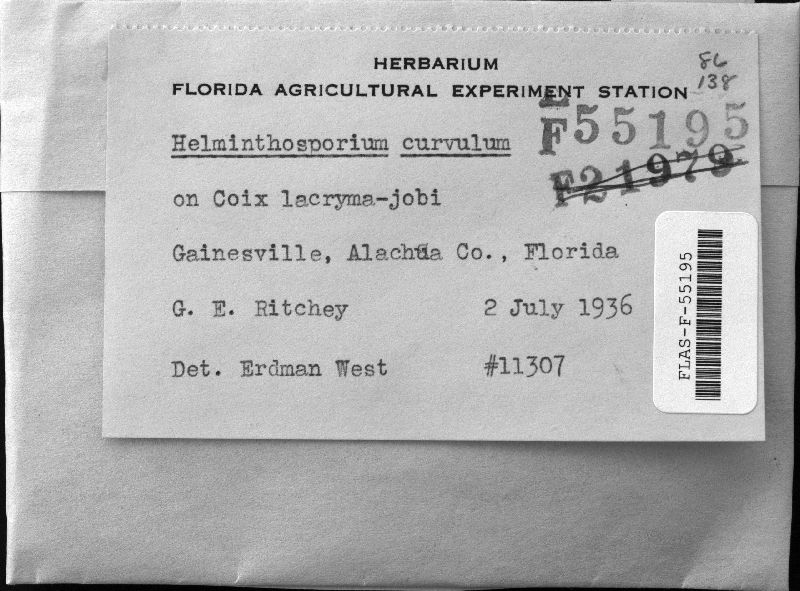 HERBARIUM
86
138
FLORIDA AGRICULTURAL EXPERIMENT STATION
F55195
Helminthosporium curvulum
F21979
on Coix lacryma-jobi
Gainesville, Alachua Co., Florida
G. E. Ritchey 2 July 1936
Det. Erdman West #11307
FLAS-F-55195